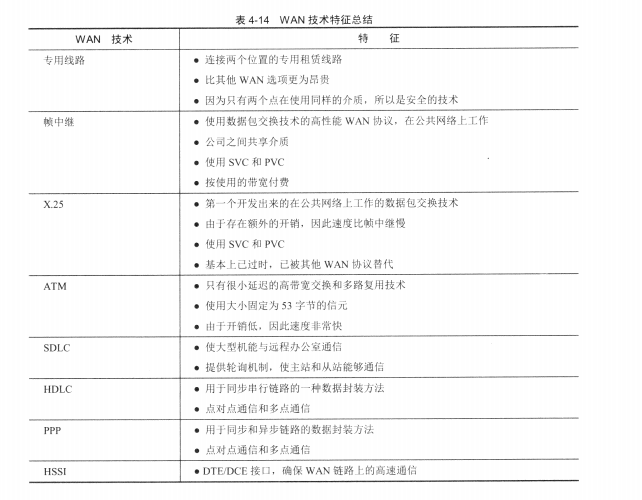 表 4-14 WAN 技术特征总结
WAN 技术 特 征
专用线路 ● 连接两个位置的专用租赁线路
● 比其他 WAN 选项更为昂贵
● 因为只有两个点在使用同样的介质，所以是安全的技术
帧中继 ● 使用数据包交换技术的高性能 WAN 协议，在公共网络上工作
● 公司之间共享介质
● 使用 SVC 和 PVC
● 按使用的带宽付费
X.25 ● 第一个开发出来的在公共网络上工作的数据包交换技术
● 由于存在额外的开销，因此速度比帧中继慢
● 使用 SVC 和 PVC
● 基本上已过时，已被其他 WAN 协议替代
ATM ● 只有很小延迟的高带宽交换和多路复用技术
● 使用大小固定为 53 字节的信元
● 由于开销低，因此速度非常快
SDLC ● 使大型机能与远程办公室通信
● 提供轮询机制，使主站和从站能够通信
HDLC ● 用于同步串行链路的一种数据封装方法
● 点对点通信和多点通信
PPP ● 用于同步和异步链路的数据封装方法
● 点对点通信和多点通信
HSSI ● DTE/DCE 接口，确保 WAN 链路上的高速通信